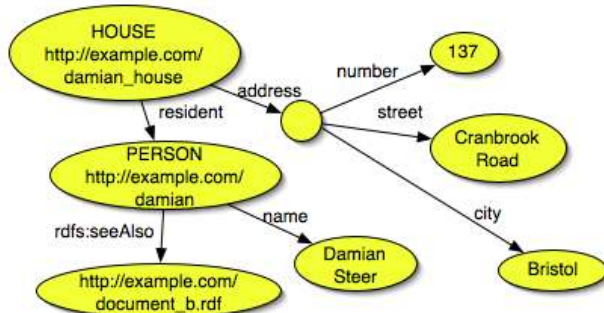 HOUSE
http://example.com/
damian_house
137
number
address
street
resident
Cranbrook
Road
PERSON
http://example.com/
damian
city
name
rdfs:seeAlso
Damian
Steer
Bristol
http://example.com/
document_b.rdf